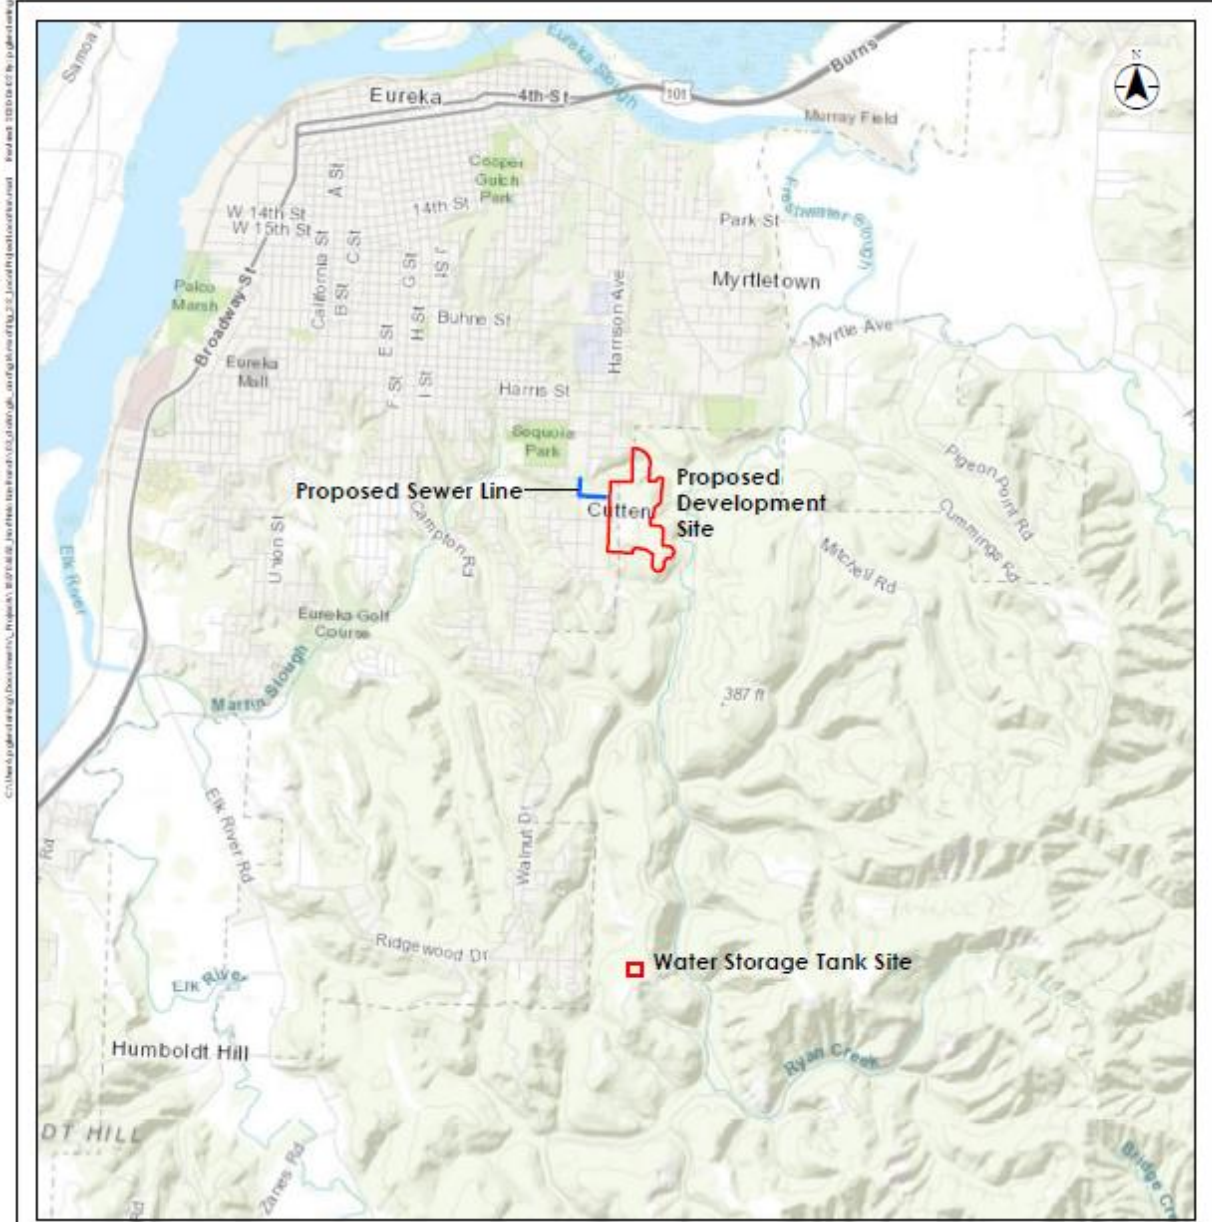 Samoa
Eureka Slough
Burns
N
Eureka
4th St
101
Murray Field
Cooper
Gulch
Park
A St
Freshwater Slough
W 14th St
W 15th St
14th St
Park St
California St
B St
C St
G St
J St
Myrtletown
Palco
Marsh
Broadway St
H St
Buhne St
Harrison Ave
Myrtle Ave
E St
Eureka
Mall
F St
I St
Harris St
Sequoia
Park
Pigeon Point Rd
Proposed Sewer Line
Cutten
Proposed
Development
Site
Campton Rd
Cummings Rd
Union St
Mitchell Rd
Elk River
Eureka Golf
Course
Martin Slough
387 ft
Elk River Rd
Walnut Dr
Rd
Ridgewood Dr
Water Storage Tank Site
Elk River
Humboldt Hill
Ryan Creek
DT HILL
Zanes Rd
Bridge Cre
Rd